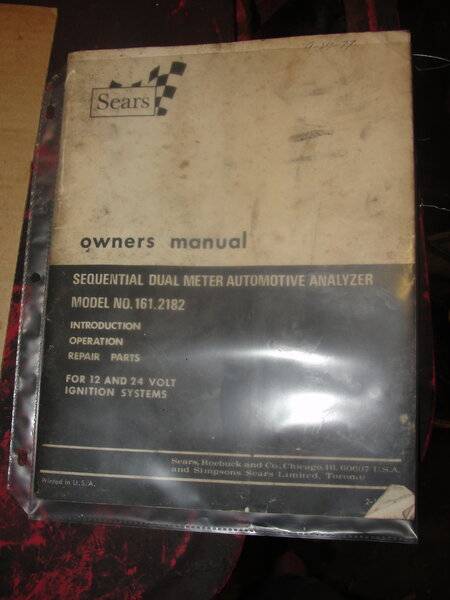 Sears
owners manual
SEQUENTIAL DUAL METER AUTOMOTIVE ANALYZER
MODEL NO. 161.2182
INTRODUCTION
OPERATION
REPAIR PARTS
FOR 12 AND 24 VOLT
IGNITION SYSTEMS
Sears, Roebuck and Co., Chicago, Ill. 60607 U.S.A.
and Simpsons Sears Limited, Toronto
Printed in U.S.A.